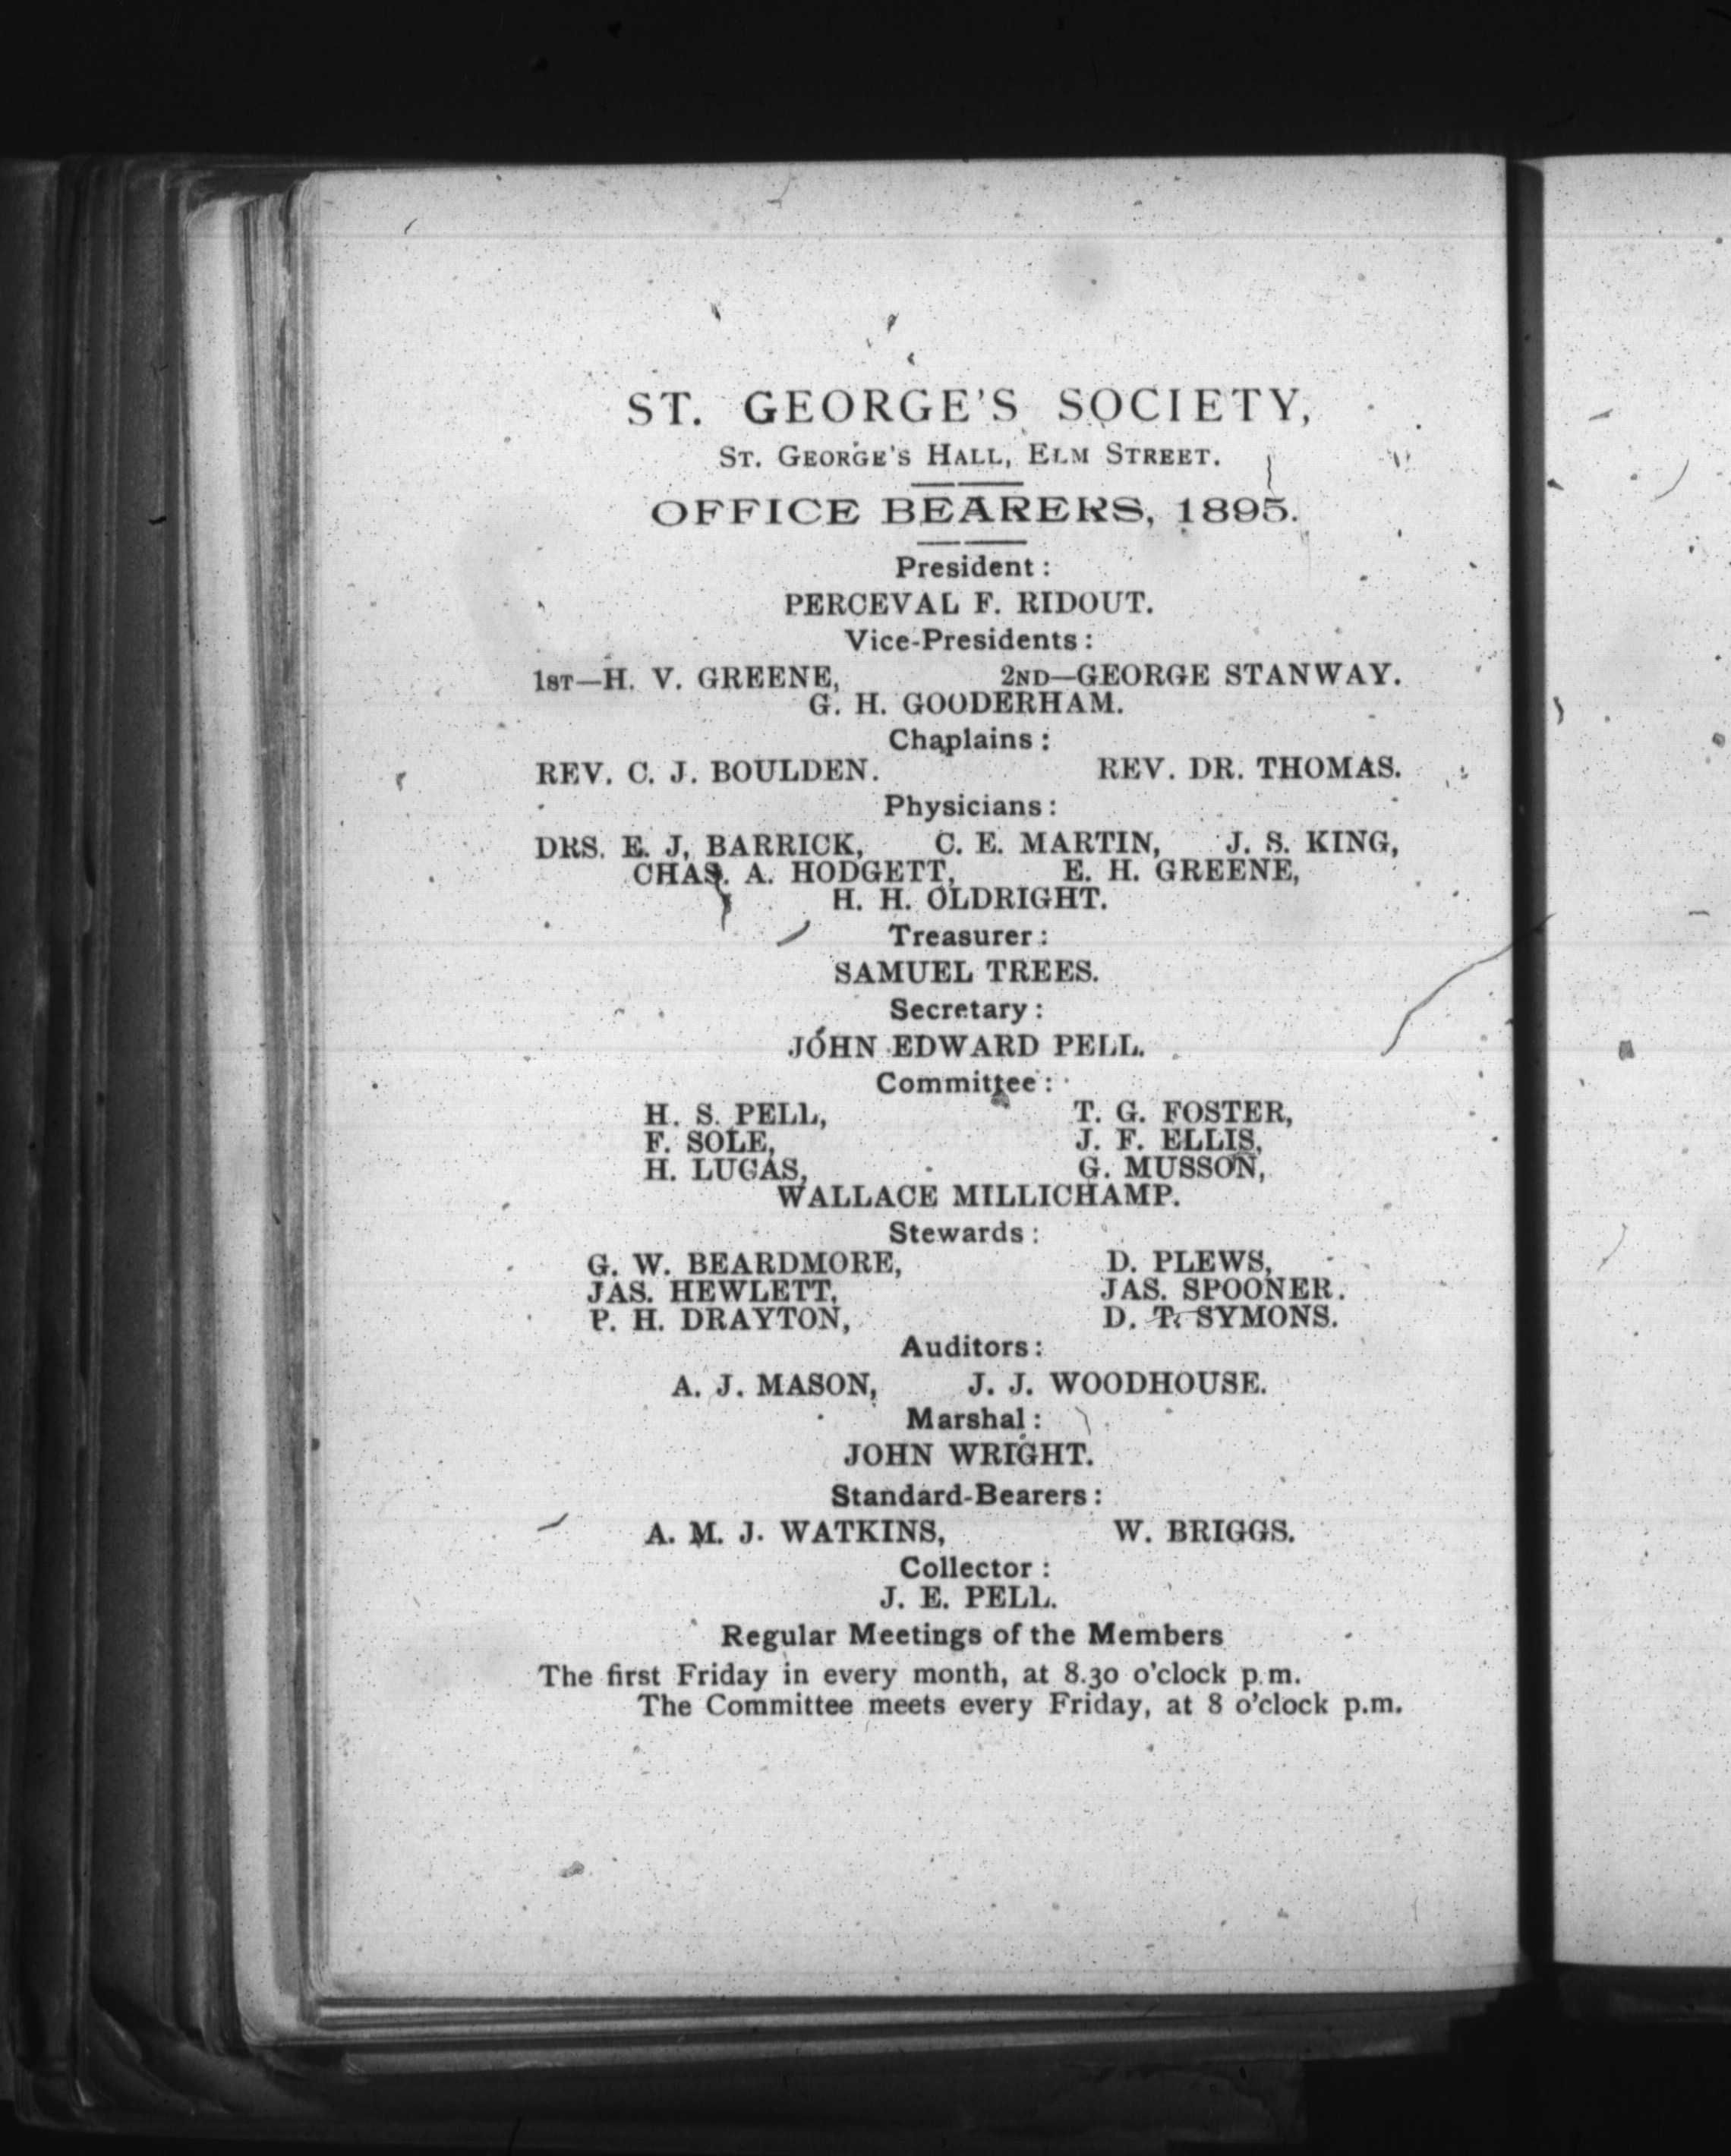 ST. GEORGE'S SOCIETY,
ST. GEORGE'S HALL, ELM STREET.
OFFICE BEARERS, 1895.
President :
PERCEVAL F. RIDOUT.
Vice-Presidents :
1ST—H. V. GREENE, 2ND—GEORGE STANWAY.
G. H. GOODERHAM.
Chaplains :
REV. C. J. BOULDEN. REV. DR. THOMAS.
Physicians :
DRS. E. J. BARRICK, C. E. MARTIN, J. S. KING,
CHAS. A. HODGETT, E. H. GREENE,
H. H. OLDRIGHT.
Treasurer :
SAMUEL TREES.
Secretary :
JOHN EDWARD PELL.
Committee :
H. S. PELL, T. G. FOSTER,
F. SOLE, J. F. ELLIS,
H. LUCAS, G. MUSSON,
WALLACE MILLICHAMP.
Stewards :
G. W. BEARDMORE, D. PLEWS,
JAS. HEWLETT, JAS. SPOONER.
P. H. DRAYTON, D. T. SYMONS.
Auditors :
A. J. MASON, J. J. WOODHOUSE.
Marshal :
JOHN WRIGHT.
Standard-Bearers :
A. M. J. WATKINS, W. BRIGGS.
Collector :
J. E. PELL.
Regular Meetings of the Members
The first Friday in every month, at 8.30 o'clock p.m.
The Committee meets every Friday, at 8 o'clock p.m.